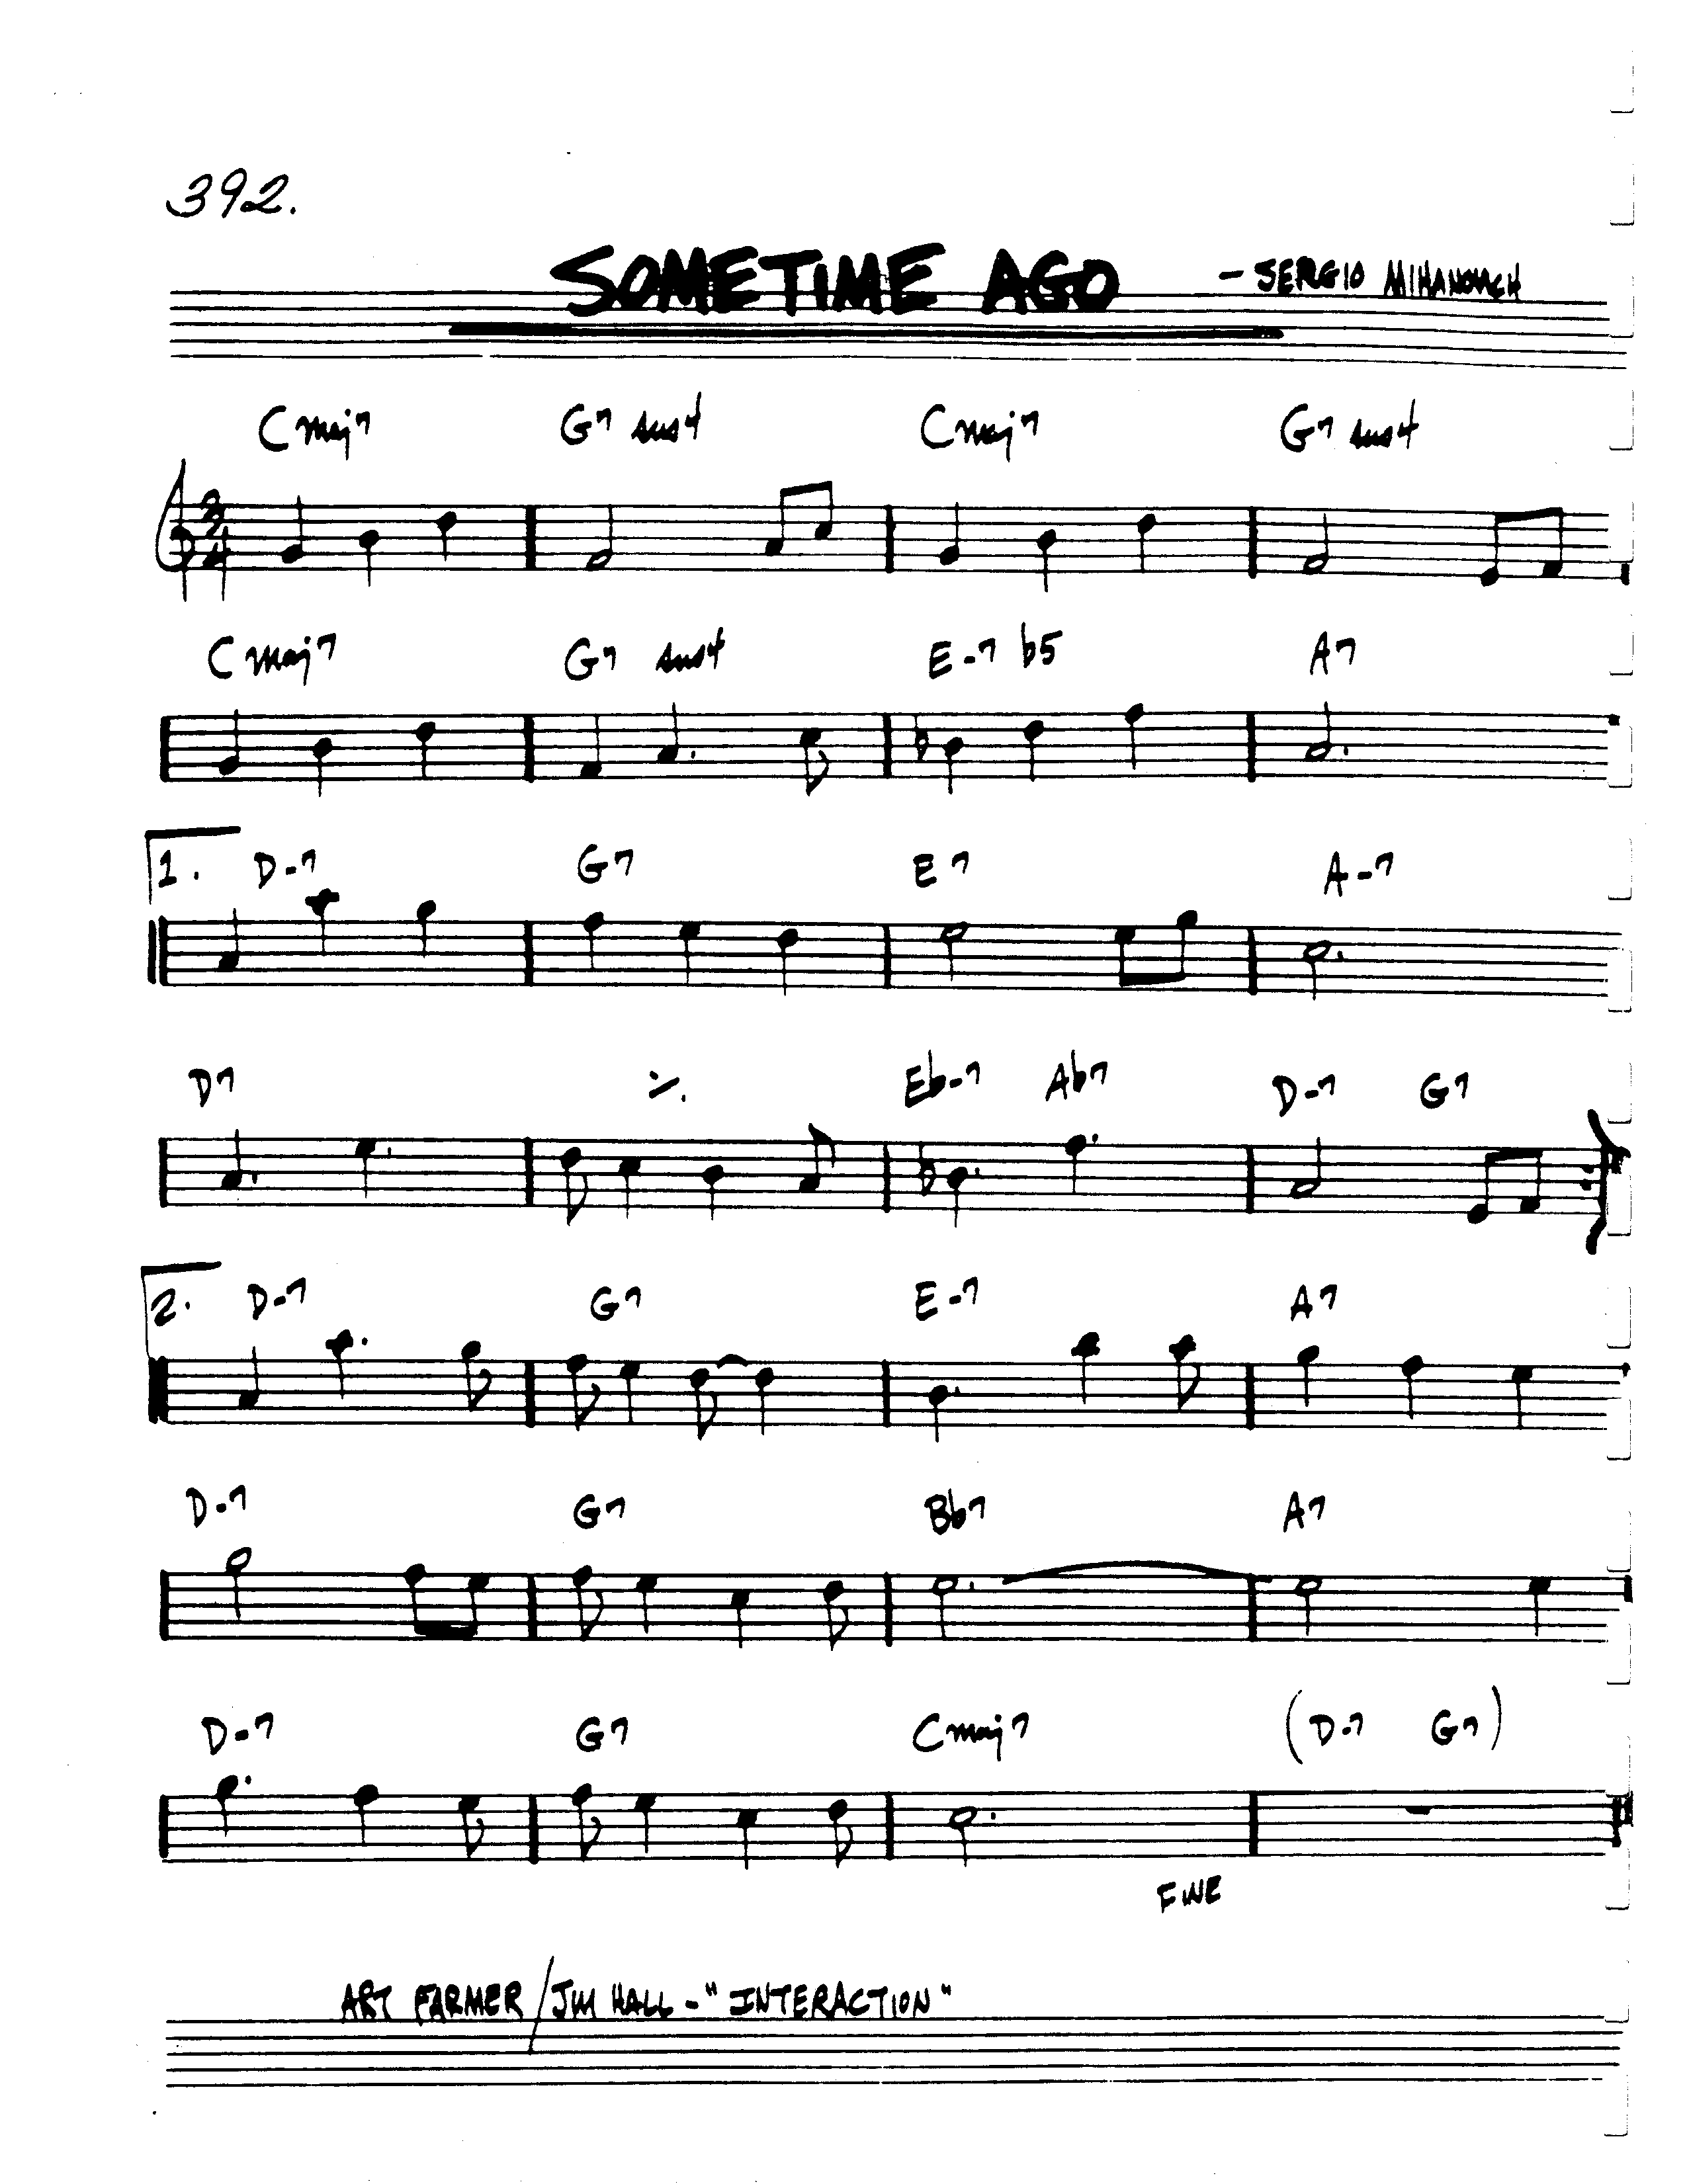 392.
SOMETIME AGO - SERGIO MIHANOVICH
Cmaj7 G7 sus4 Cmaj7 G7 sus4
3/4
Cmaj7 G7 sus4 E-7 b5 A7
1. D-7 G7 E7 A-7
D7 ٪. Eb-7 Ab7 D-7 G7
2. D-7 G7 E-7 A7
D-7 G7 Bb7 A7
D-7 G7 Cmaj7 (D-7 G7)
FINE
ART FARMER/JIM HALL - "INTERACTION"